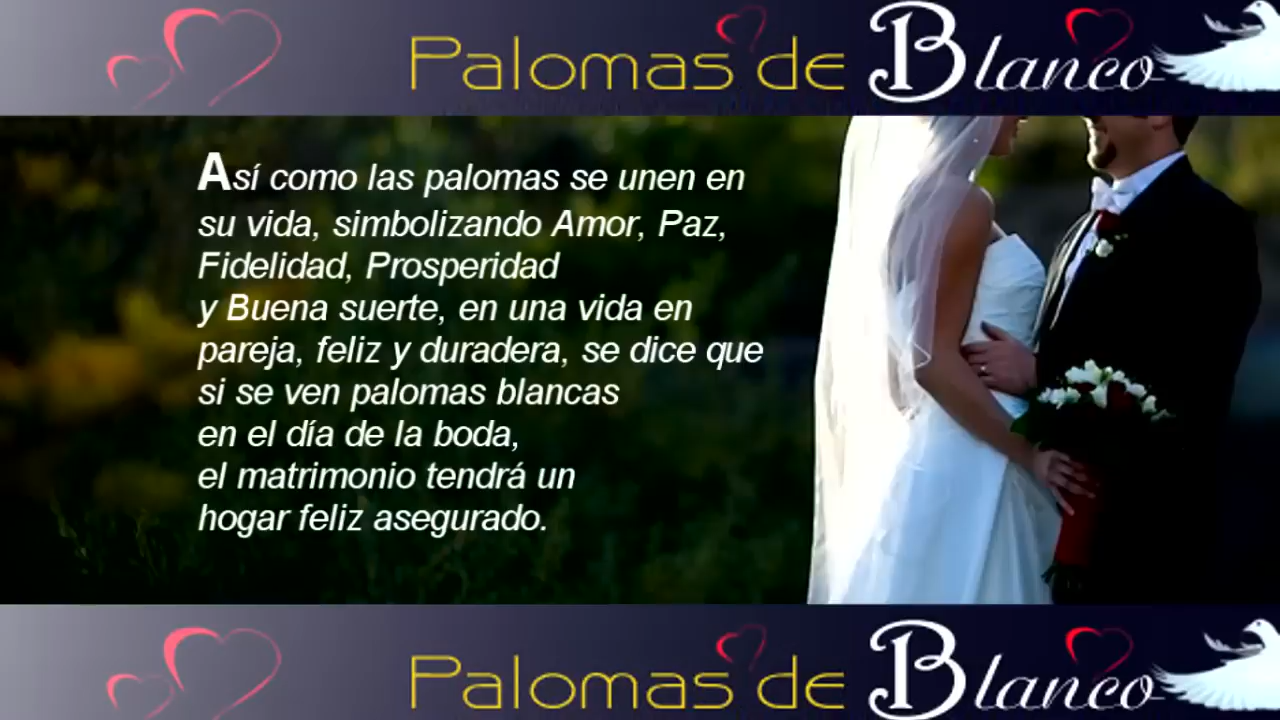 Palomas de Blanco
Así como las palomas se unen en
su vida, simbolizando Amor, Paz,
Fidelidad, Prosperidad
y Buena suerte, en una vida en
pareja, feliz y duradera, se dice que
si se ven palomas blancas
en el día de la boda,
el matrimonio tendrá un
hogar feliz asegurado.
Palomas de Blanco